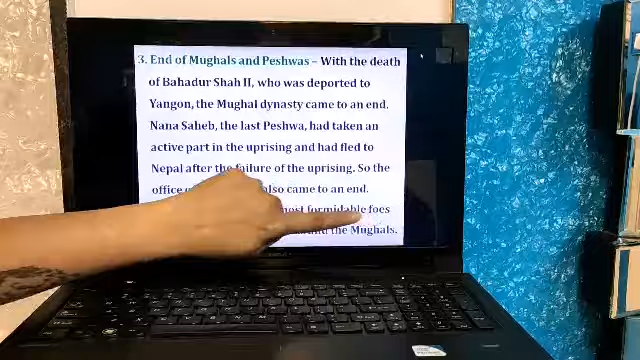 3. End of Mughals and Peshwas – With the death
of Bahadur Shah II, who was deported to
Yangon, the Mughal dynasty came to an end.
Nana Saheb, the last Peshwa, had taken an
active part in the uprising and had fled to
Nepal after the failure of the uprising. So the
office also came to an end.
most formidable foes
and the Mughals.